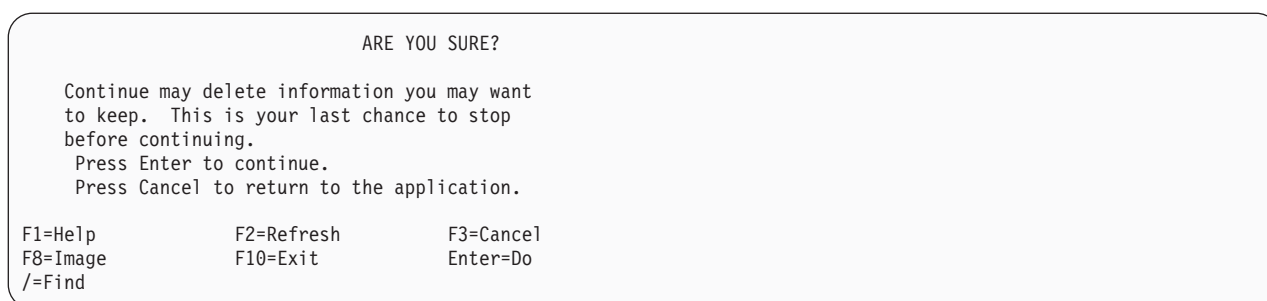 ARE YOU SURE?
Continue may delete information you may want
to keep.  This is your last chance to stop
before continuing.
Press Enter to continue.
Press Cancel to return to the application.
F1=Help F2=Refresh F3=Cancel
F8=Image F10=Exit Enter=Do
/=Find